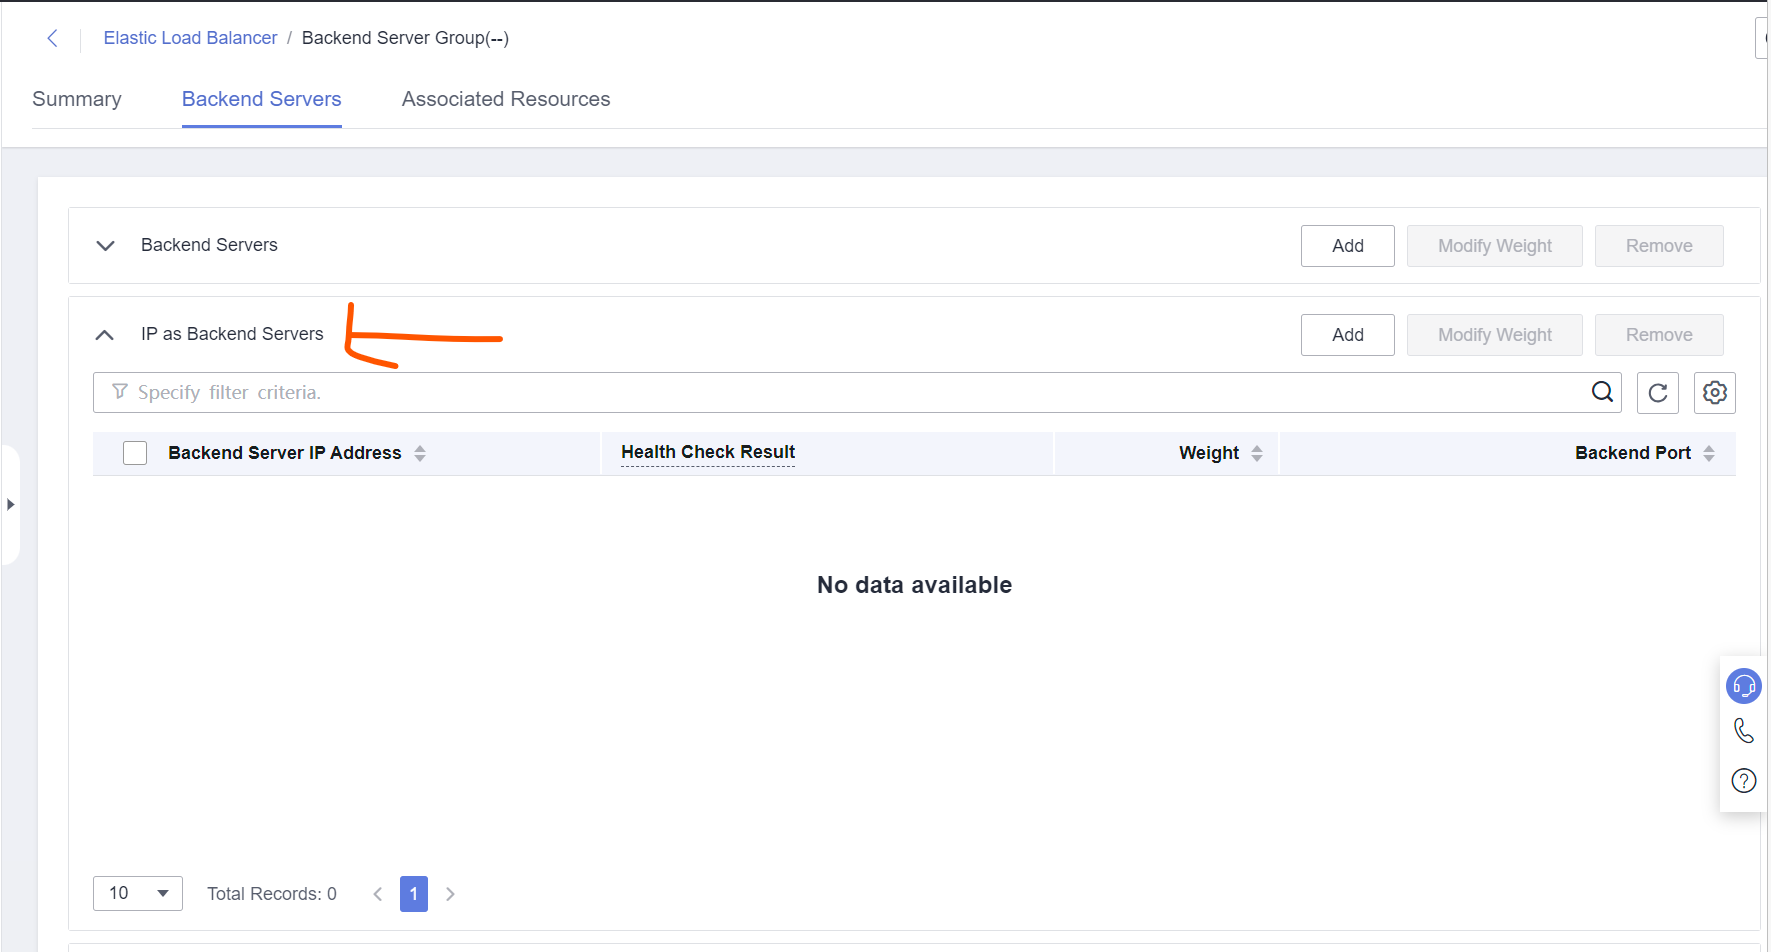 Elastic Load Balancer / Backend Server Group(--)
Summary Backend Servers Associated Resources
Backend Servers Add Modify Weight Remove
IP as Backend Servers Add Modify Weight Remove
Specify filter criteria.
Backend Server IP Address Health Check Result Weight Backend Port
No data available
10 Total Records: 0 < 1 >